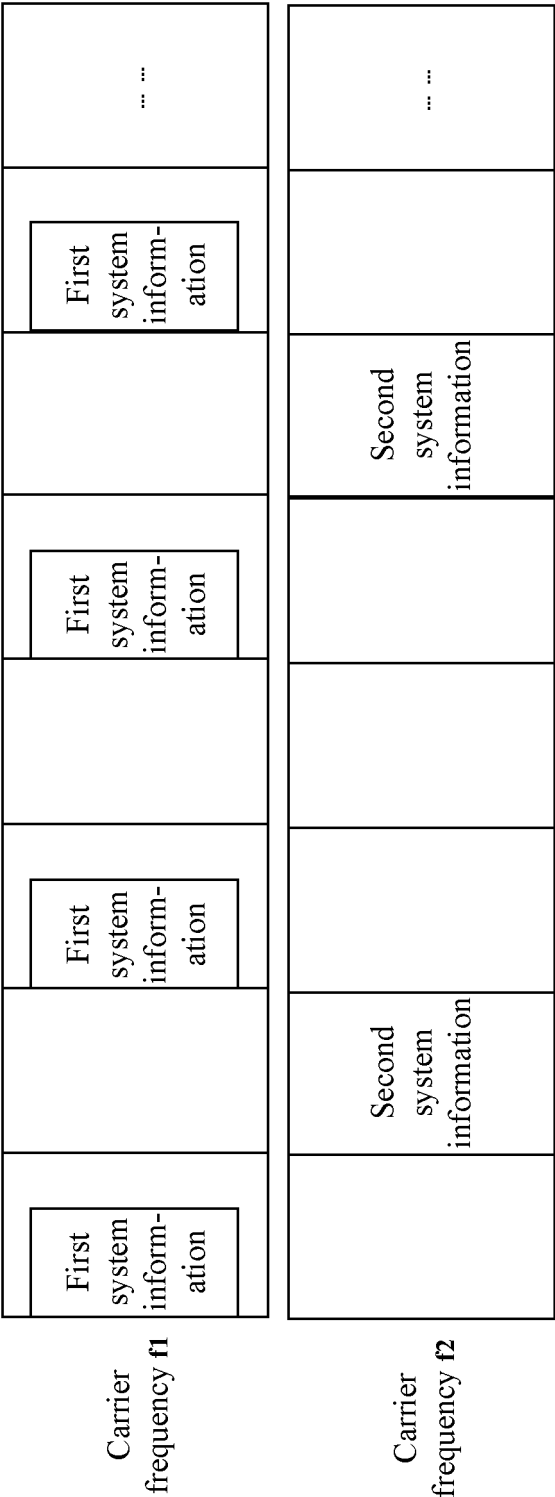 Carrier
frequency f1
First
system
inform-
ation
First
system
inform-
ation
First
system
inform-
ation
First
system
inform-
ation
... ...
Carrier
frequency f2
Second
system
information
Second
system
information
... ...